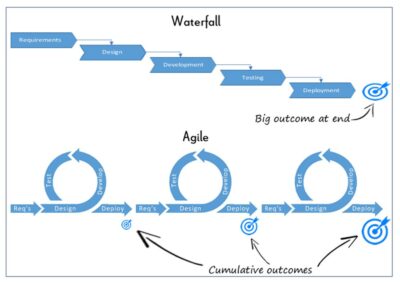 Waterfall
Requirements
Design
Development
Testing
Deployment
Big outcome at end
Agile
Test
Develop
Test
Develop
Test
Develop
Req's
Design
Deploy
Req's
Design
Deploy
Req's
Design
Deploy
Cumulative outcomes